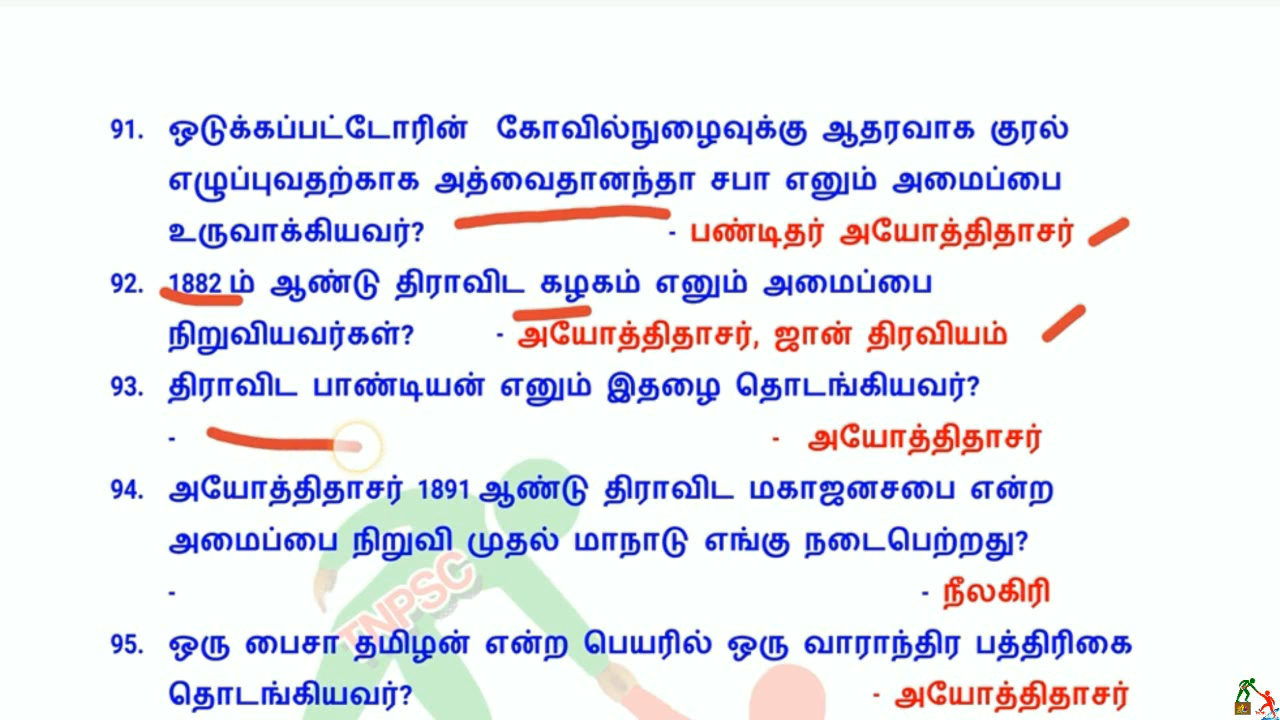 91. ஒடுக்கப்பட்டோரின் கோவில்நுழைவுக்கு ஆதரவாக குரல்
எழுப்புவதற்காக அத்வைதானந்தா சபா எனும் அமைப்பை
உருவாக்கியவர்? - பண்டிதர் அயோத்திதாசர்
92. 1882 ம் ஆண்டு திராவிட கழகம் எனும் அமைப்பை
நிறுவியவர்கள்? - அயோத்திதாசர், ஜான் திரவியம்
93. திராவிட பாண்டியன் எனும் இதழை தொடங்கியவர்?
- - அயோத்திதாசர்
94. அயோத்திதாசர் 1891 ஆண்டு திராவிட மகாஜனசபை என்ற
அமைப்பை நிறுவி முதல் மாநாடு எங்கு நடைபெற்றது?
- - நீலகிரி
95. ஒரு பைசா தமிழன் என்ற பெயரில் ஒரு வாராந்திர பத்திரிகை
தொடங்கியவர்? - அயோத்திதாசர்
TNPSC